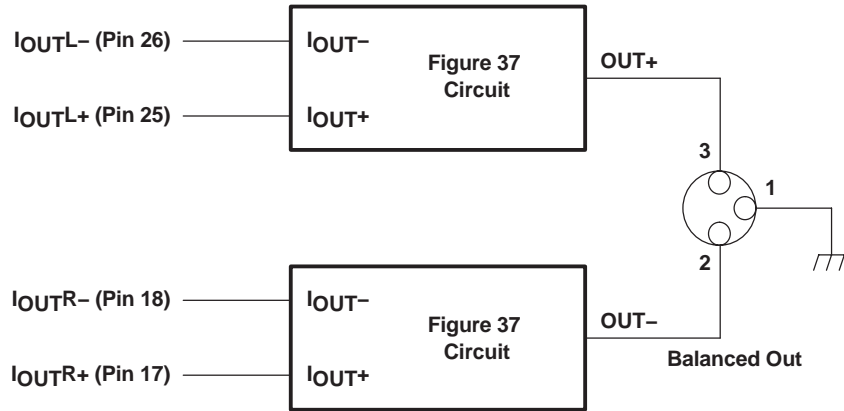 IOUTL– (Pin 26)
IOUT–
Figure 37
Circuit
OUT+
IOUTL+ (Pin 25)
IOUT+
3
1
2
IOUTR– (Pin 18)
IOUT–
Figure 37
Circuit
OUT–
Balanced Out
IOUTR+ (Pin 17)
IOUT+